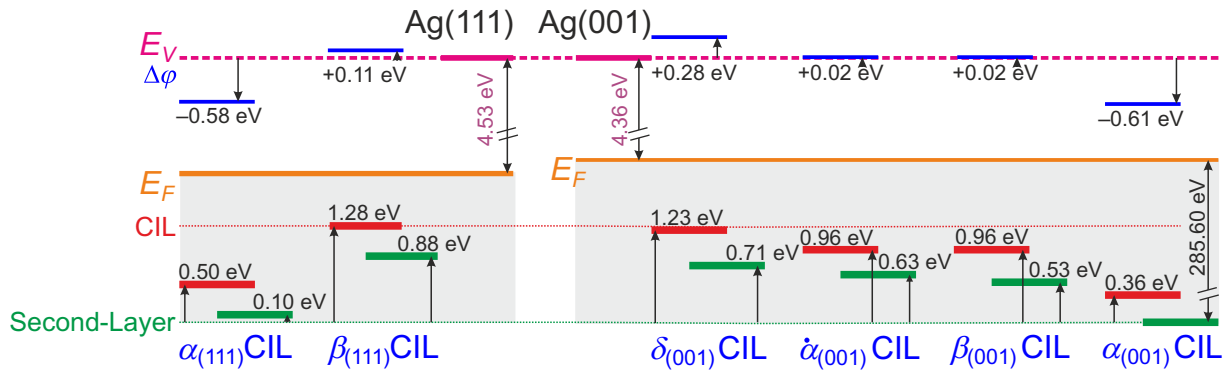 Ag(111) Ag(001)
E_V
Δφ
–0.58 eV
+0.11 eV
4.53 eV
4.36 eV
+0.28 eV
+0.02 eV
+0.02 eV
–0.61 eV
E_F
E_F
CIL
1.28 eV
1.23 eV
0.88 eV
0.71 eV
0.96 eV
0.63 eV
0.96 eV
0.53 eV
0.50 eV
0.10 eV
0.36 eV
285.60 eV
Second-Layer
α(111)CIL
β(111)CIL
δ(001)CIL
α̇(001)CIL
β(001)CIL
α(001)CIL